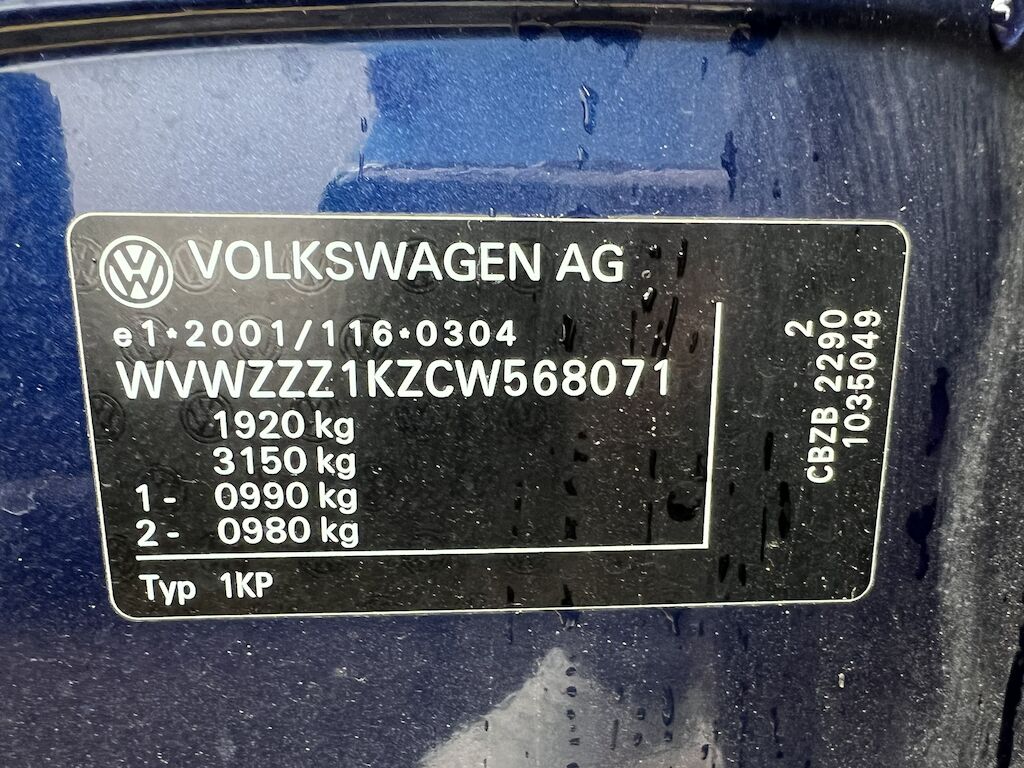 VOLKSWAGEN AG
e1*2001/116*0304
WVWZZZ1KZCW568071
1920 kg
3150 kg
1- 0990 kg
2- 0980 kg
Typ 1KP
2
CBZB 2290
1035049